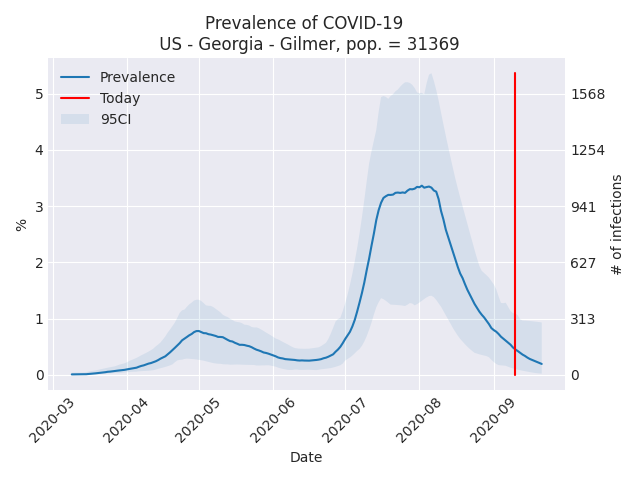 Prevalence of COVID-19
US - Georgia - Gilmer, pop. = 31369
Prevalence
Today
95CI
%
5
4
3
2
1
0
1568
1254
941
627
313
0
# of infections
2020-03
2020-04
2020-05
2020-06
2020-07
2020-08
2020-09
Date